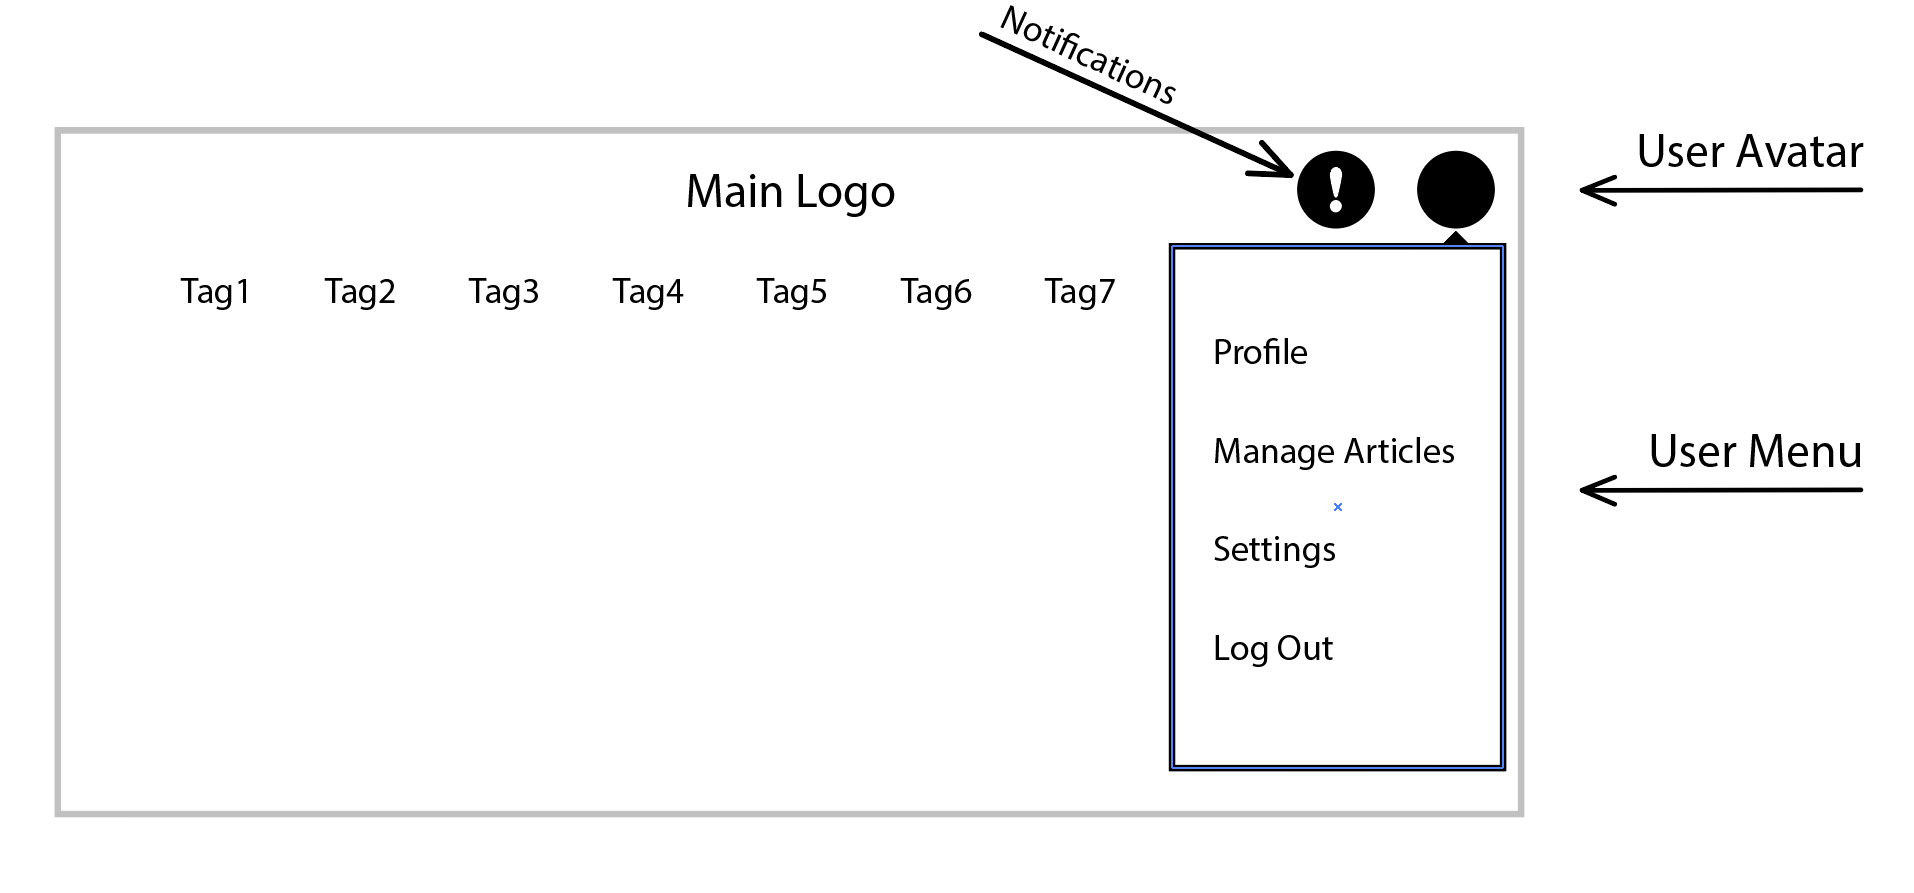 Notifications
User Avatar
!
Main Logo
Tag1 Tag2 Tag3 Tag4 Tag5 Tag6 Tag7
Profile
Manage Articles
User Menu
Settings
Log Out